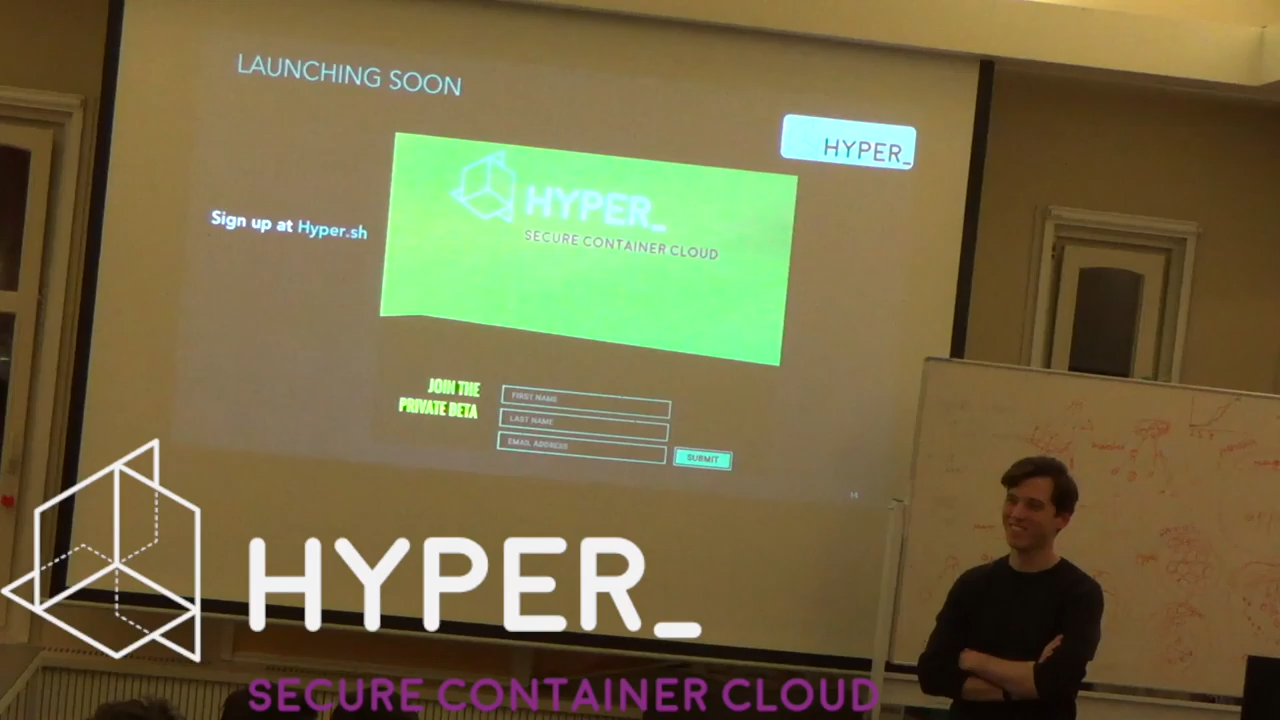 LAUNCHING SOON
HYPER_
HYPER_
SECURE CONTAINER CLOUD
Sign up at Hyper.sh
JOIN THE
PRIVATE BETA
FIRST NAME
LAST NAME
EMAIL ADDRESS
SUBMIT
14
HYPER_
SECURE CONTAINER CLOUD